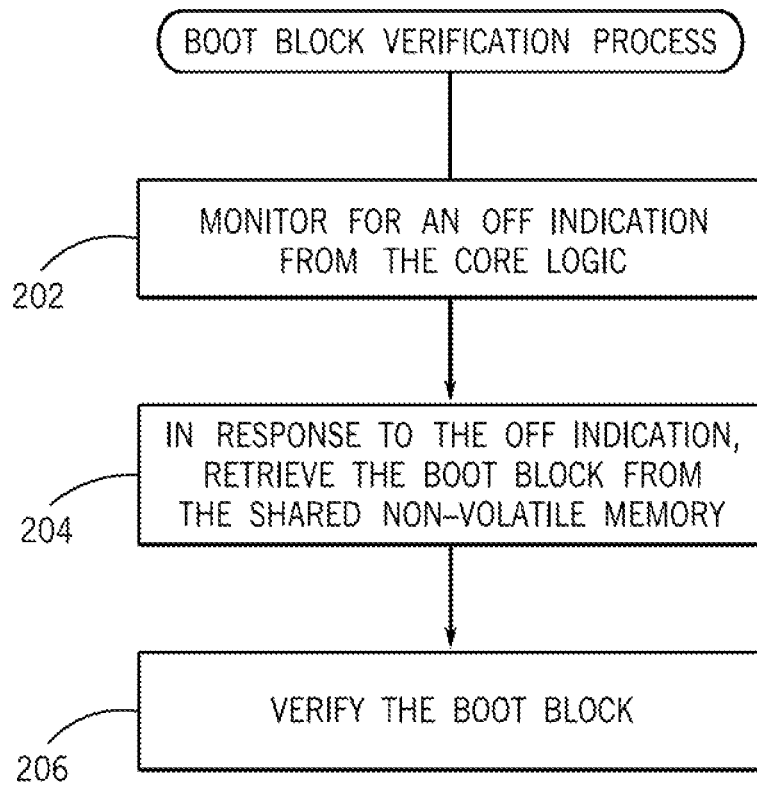 BOOT BLOCK VERIFICATION PROCESS
MONITOR FOR AN OFF INDICATION
FROM THE CORE LOGIC
202
IN RESPONSE TO THE OFF INDICATION,
RETRIEVE THE BOOT BLOCK FROM
THE SHARED NON-VOLATILE MEMORY
204
VERIFY THE BOOT BLOCK
206